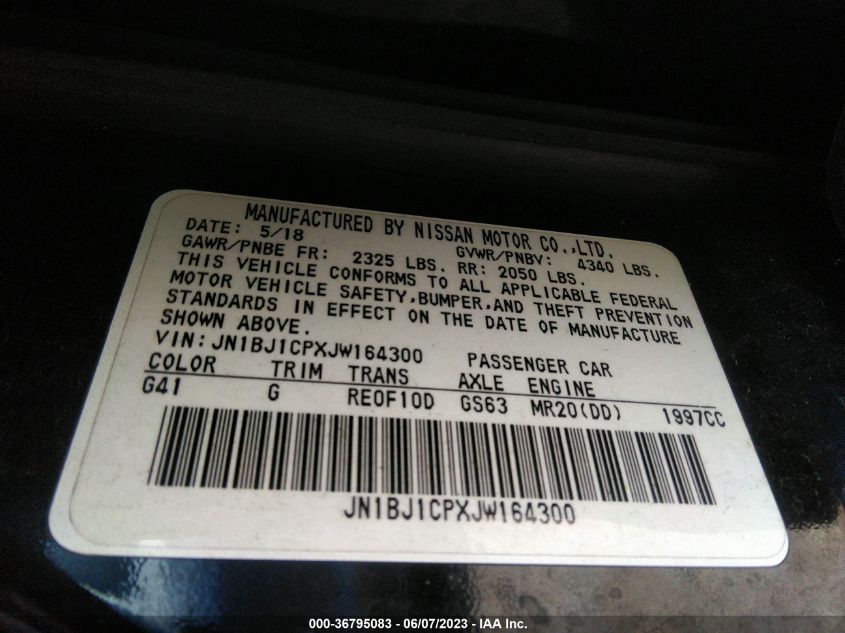 MANUFACTURED BY NISSAN MOTOR CO.,LTD.
DATE: 5/18 GVWR/PNBV: 4340 LBS.
GAWR/PNBE FR: 2325 LBS. RR: 2050 LBS.
THIS VEHICLE CONFORMS TO ALL APPLICABLE FEDERAL
MOTOR VEHICLE SAFETY,BUMPER,AND THEFT PREVENTION
STANDARDS IN EFFECT ON THE DATE OF MANUFACTURE
SHOWN ABOVE.
VIN:JN1BJ1CPXJW164300 PASSENGER CAR
COLOR TRIM TRANS AXLE ENGINE
G41 G RE0F10D GS63 MR20(DD) 1997CC
JN1BJ1CPXJW164300
000-36795083 - 06/07/2023 - IAA Inc.